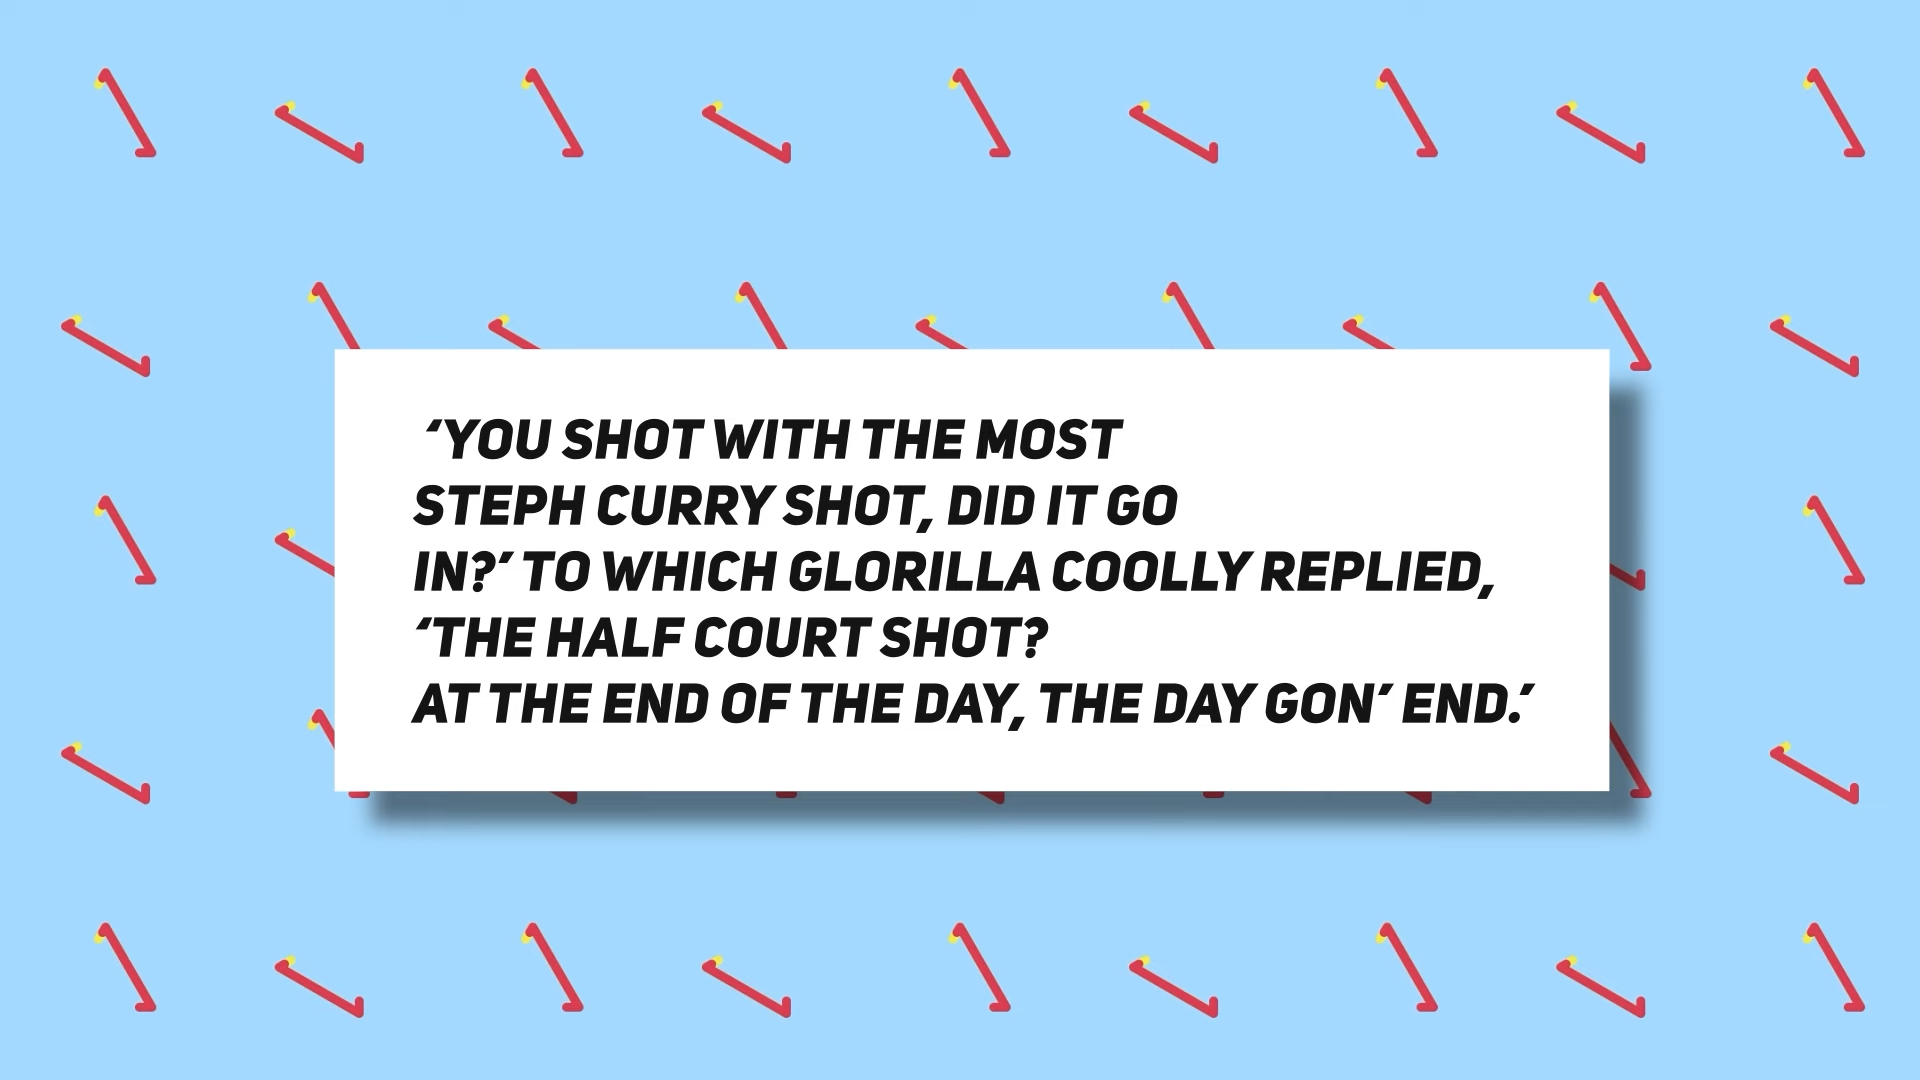 ‘YOU SHOT WITH THE MOST
STEPH CURRY SHOT, DID IT GO
IN?’ TO WHICH GLORILLA COOLLY REPLIED,
‘THE HALF COURT SHOT?
AT THE END OF THE DAY, THE DAY GON’ END.’